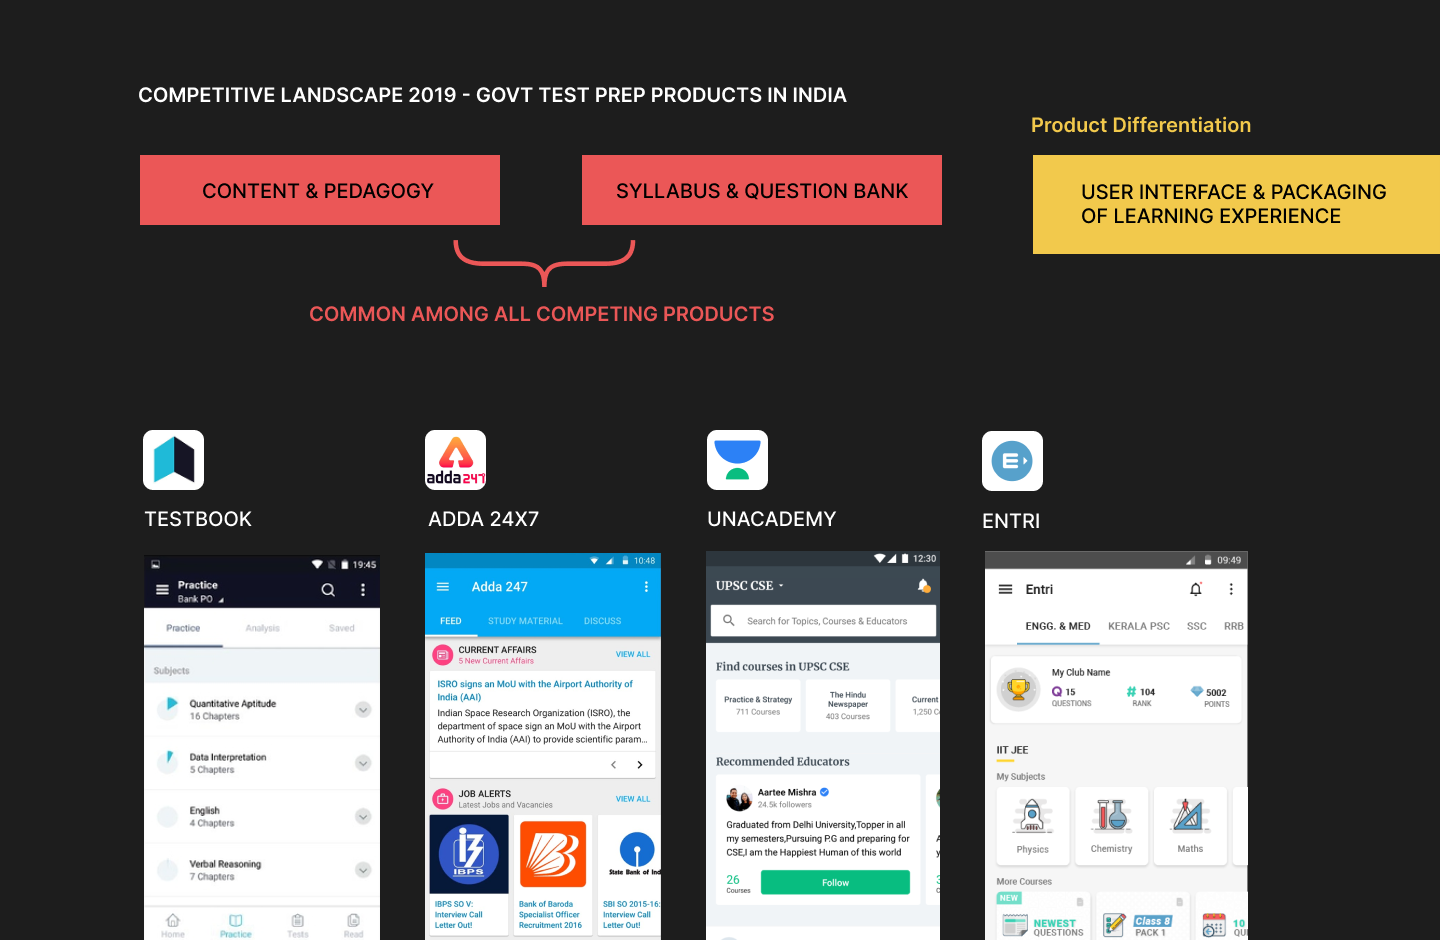 COMPETITIVE LANDSCAPE 2019 - GOVT TEST PREP PRODUCTS IN INDIA
Product Differentiation
CONTENT & PEDAGOGY
SYLLABUS & QUESTION BANK
USER INTERFACE & PACKAGING
OF LEARNING EXPERIENCE
COMMON AMONG ALL COMPETING PRODUCTS
TESTBOOK
19:45
Practice
Bank PO
Practice Analysis Saved
Subjects
Quantitative Aptitude
16 Chapters
Data Interpretation
5 Chapters
English
4 Chapters
Verbal Reasoning
7 Chapters
Home Practice Tests Read
adda247
ADDA 24X7
10:48
Adda 247
FEED STUDY MATERIAL DISCUSS
CURRENT AFFAIRS
5 New Current Affairs
VIEW ALL
ISRO signs an MoU with the Airport Authority of
India (AAI)
Indian Space Research Organization (ISRO), the
department of space sign an MoU with the Airport
Authority of India (AAI) to provide scientific param...
JOB ALERTS
Latest Jobs and Vacancies
VIEW ALL
IBPS
State Bank of Ind
IBPS SO V:
Interview Call
Letter Out!
Bank of Baroda
Specialist Officer
Recruitment 2016
SBI SO 2015-16:
Interview Call
Letter Out!
UNACADEMY
12:30
UPSC CSE
Search for Topics, Courses & Educators
Find courses in UPSC CSE
Practice & Strategy
711 Courses
The Hindu
Newspaper
403 Courses
Current
1,250 Co
Recommended Educators
Aartee Mishra
24.5k followers
Graduated from Delhi University,Topper in all
my semesters,Pursuing P.G and preparing for
CSE,I am the Happiest Human of this world
26
Courses
Follow
E
ENTRI
09:49
Entri
ENGG. & MED KERALA PSC SSC RRB
My Club Name
Q 15
QUESTIONS
# 104
RANK
5002
POINTS
IIT JEE
My Subjects
Physics
Chemistry
Maths
More Courses
NEW
NEWEST
QUESTIONS
Class 8
PACK 1
10
QU